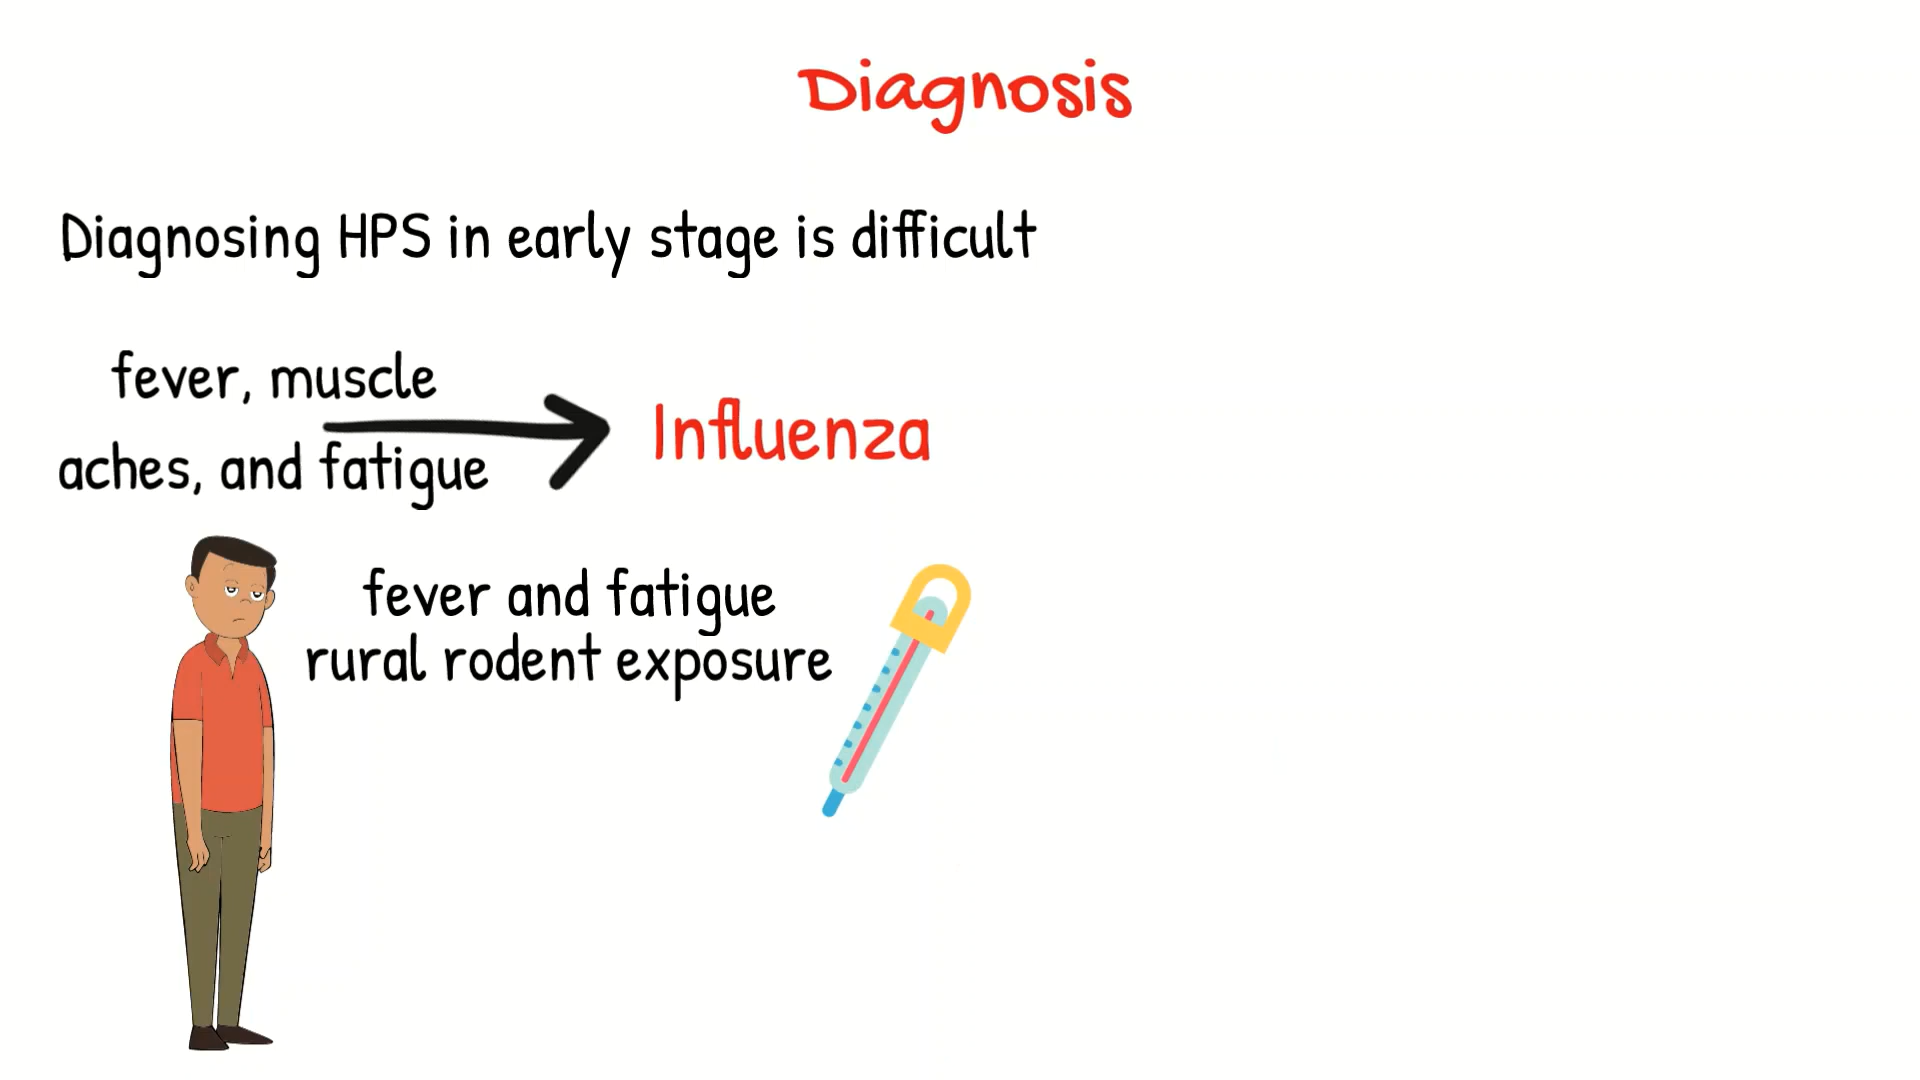 Diagnosis
Diagnosing HPS in early stage is difficult
fever, muscle
aches, and fatigue
Influenza
fever and fatigue
rural rodent exposure